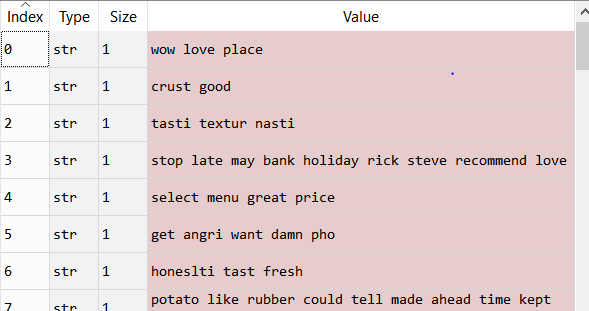 Index Type Size Value
0 str 1 wow love place
1 str 1 crust good
2 str 1 tasti textur nasti
3 str 1 stop late may bank holiday rick steve recommend love
4 str 1 select menu great price
5 str 1 get angri want damn pho
6 str 1 honeslti tast fresh
7 str 1 potato like rubber could tell made ahead time kept